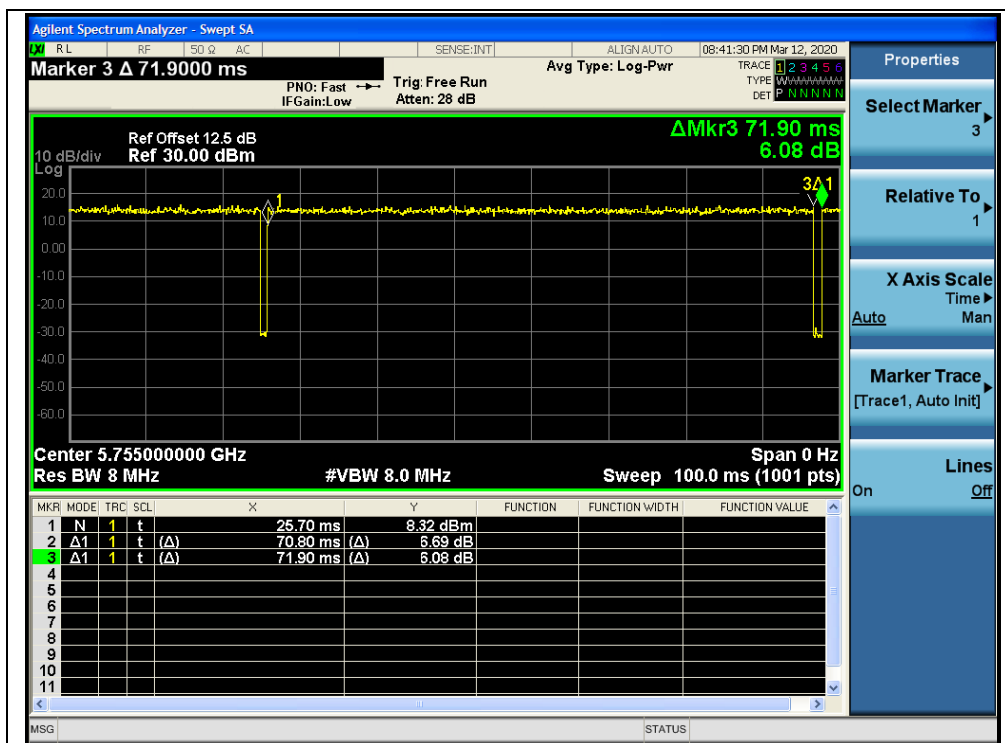 Agilent Spectrum Analyzer - Swept SA
LXI RL RF 50 Ω AC SENSE:INT ALIGN AUTO 08:41:30 PM Mar 12, 2020
Marker 3 Δ 71.9000 ms
PNO: Fast
IFGain:Low
Trig: Free Run
Atten: 28 dB
Avg Type: Log-Pwr
TRACE 1 2 3 4 5 6
TYPE WWWWWWW
DET P N N N N N
ΔMkr3 71.90 ms
6.08 dB
Ref Offset 12.5 dB
10 dB/div Ref 30.00 dBm
Log
20.0
10.0
0.00
-10.0
-20.0
-30.0
-40.0
-50.0
-60.0
1
3Δ1
Center 5.755000000 GHz Span 0 Hz
Res BW 8 MHz #VBW 8.0 MHz Sweep 100.0 ms (1001 pts)
MKR MODE TRC SCL X Y FUNCTION FUNCTION WIDTH FUNCTION VALUE
1 N 1 t 25.70 ms 8.32 dBm
2 Δ1 1 t (Δ) 70.80 ms (Δ) 6.69 dB
3 Δ1 1 t (Δ) 71.90 ms (Δ) 6.08 dB
4
5
6
7
8
9
10
11
MSG STATUS
Properties
Select Marker
3
Relative To
1
X Axis Scale
Time
Auto Man
Marker Trace
[Trace1, Auto Init]
Lines
On Off